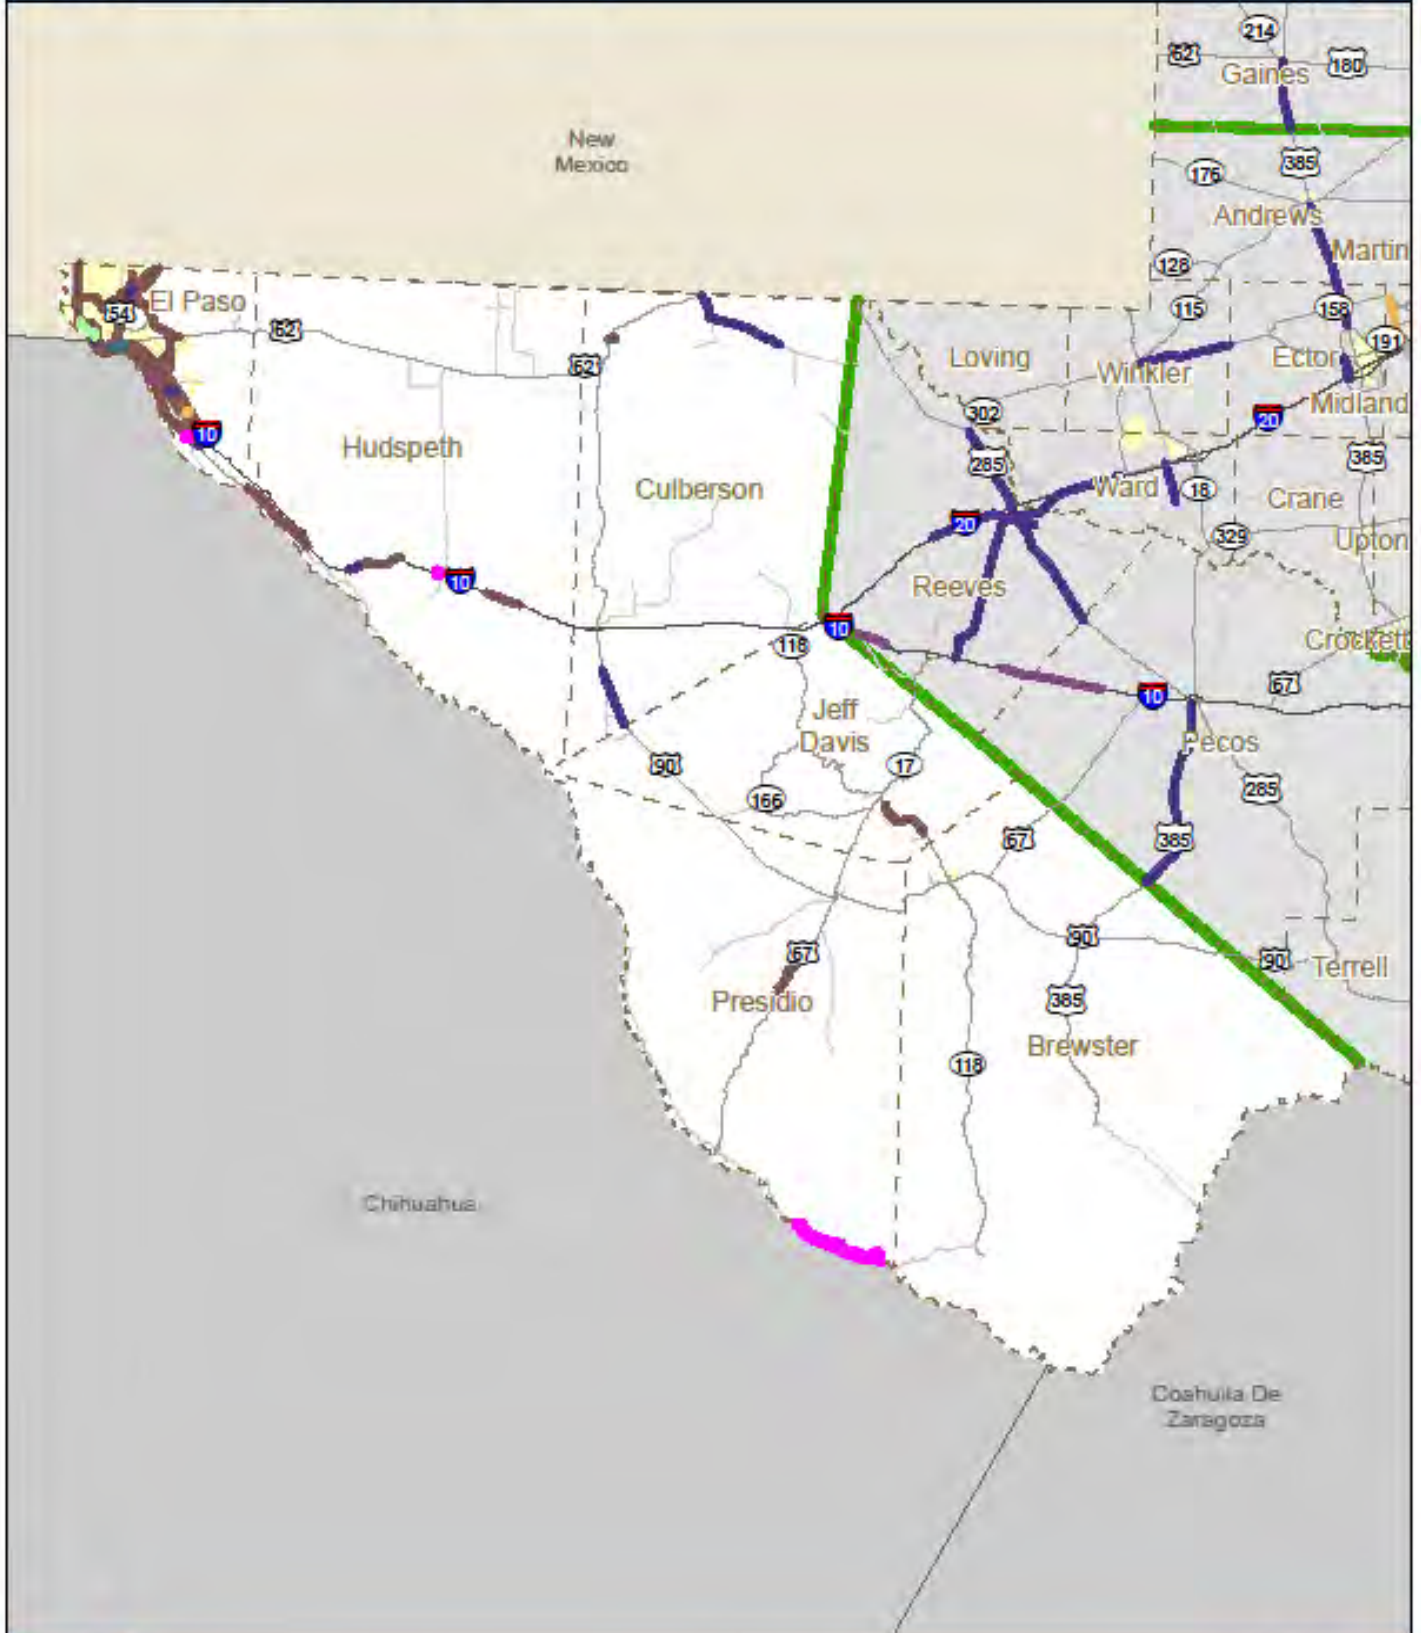 214
62
180
Gaines
New
Mexico
385
176
Andrews
Martin
128
El Paso
54
115
158
62
191
Loving
Ector
62
Winkler
Midland
302
20
10
Hudspeth
285
385
Culberson
Ward
18
Crane
20
329
Upton
10
Reeves
10
118
Crockett
67
10
Jeff
Davis
Pecos
90
17
166
285
67
385
90
67
90
Terrell
Presidio
385
Brewster
118
Chihuahua
Coahuila De
Zaragoza